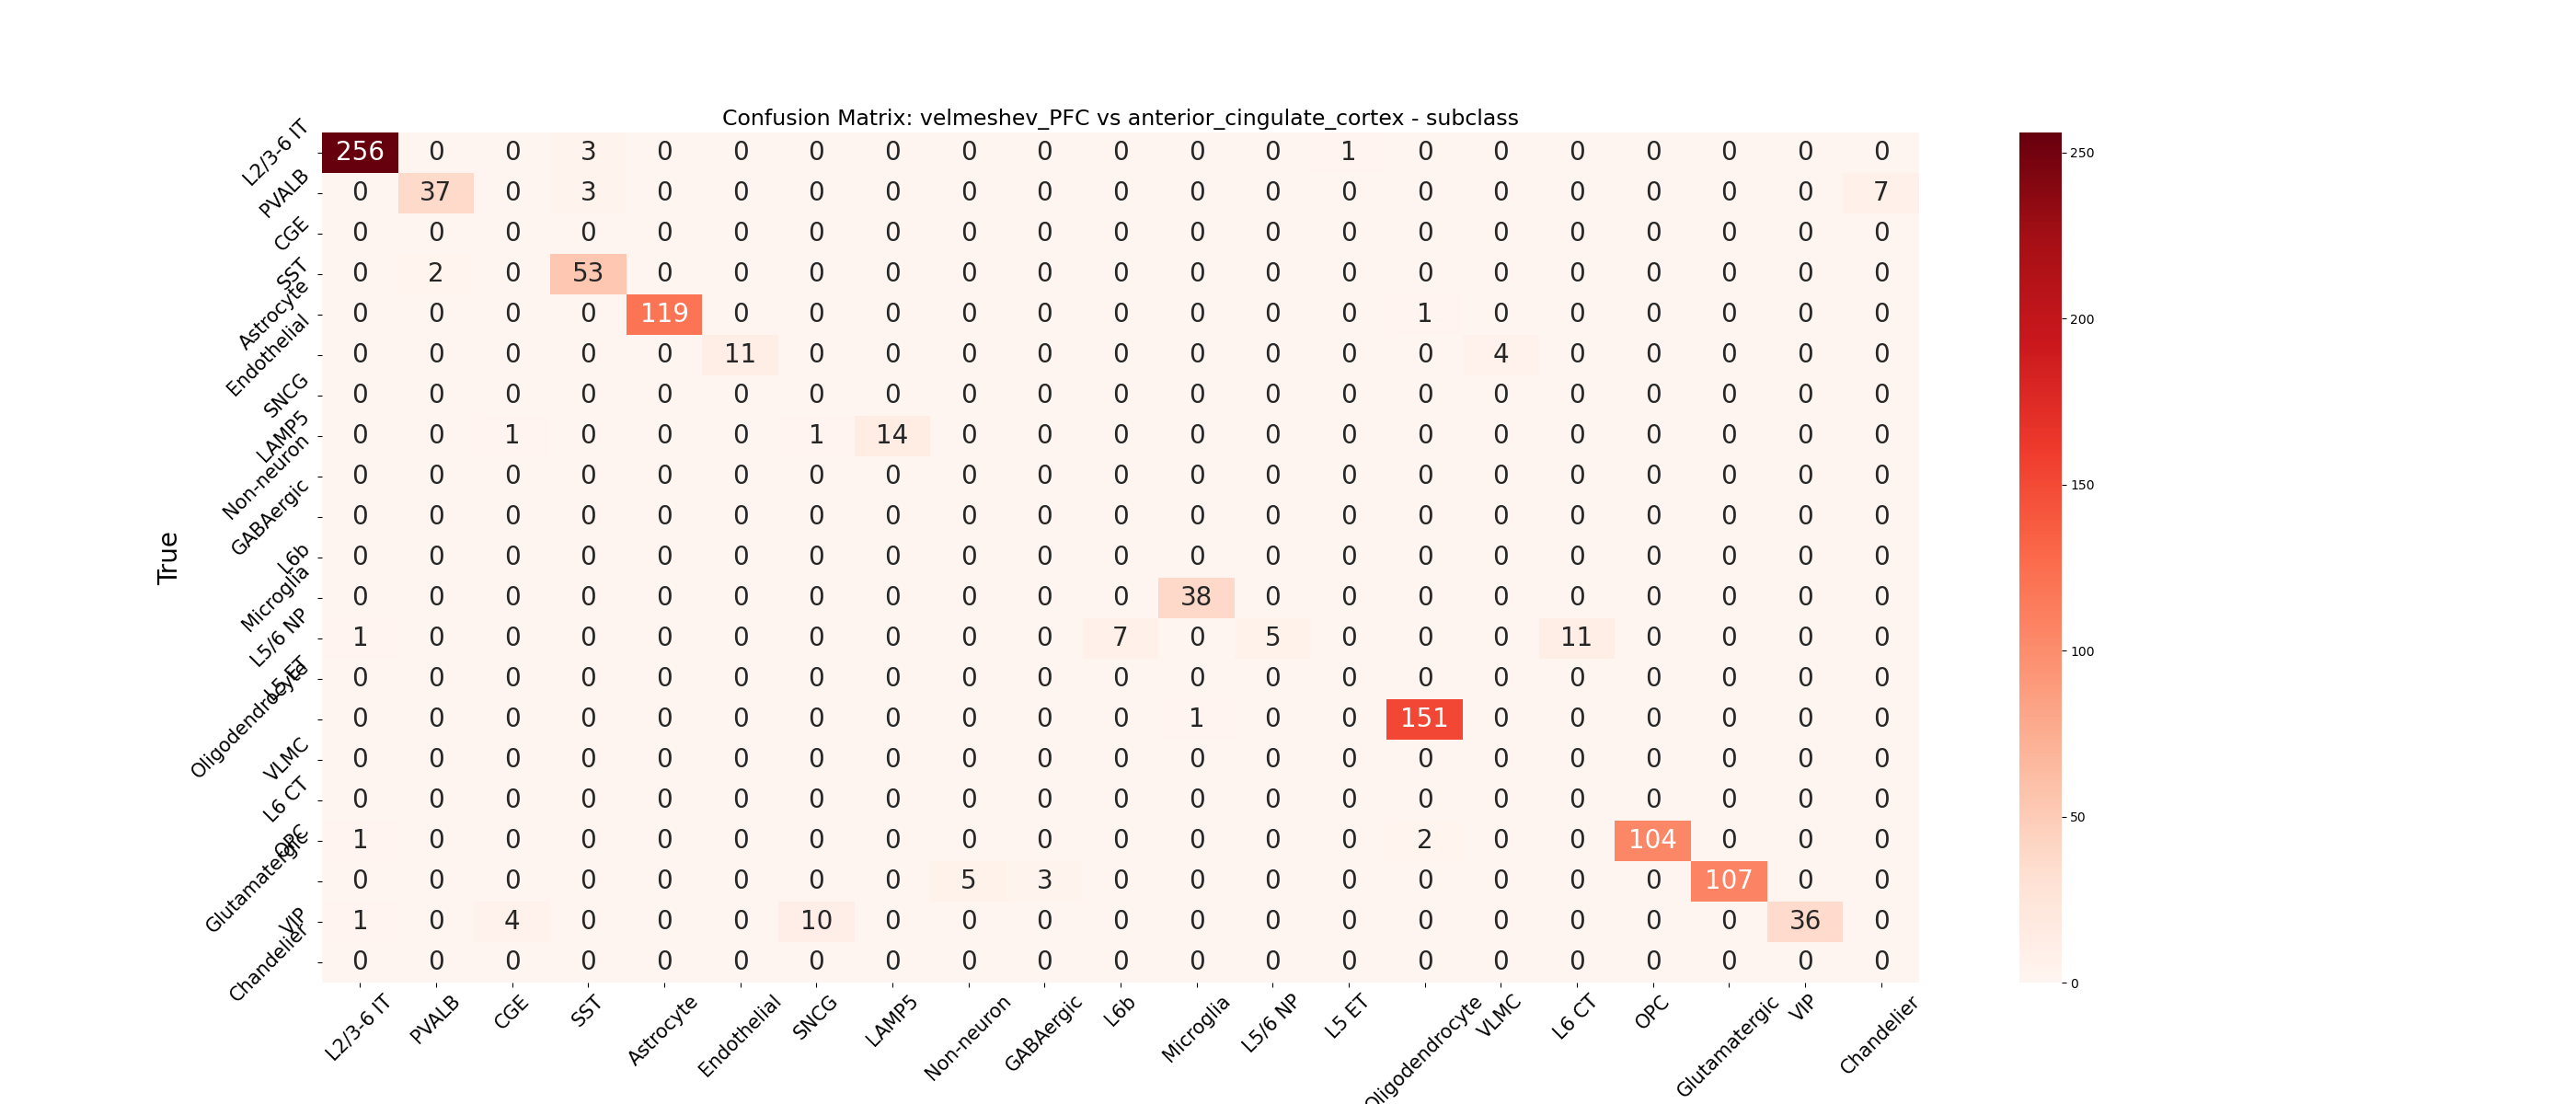 Confusion Matrix: velmeshev_PFC vs anterior_cingulate_cortex - subclass
True
L2/3-6 IT 256 0 0 3 0 0 0 0 0 0 0 0 0 1 0 0 0 0 0 0 0
PVALB 0 37 0 3 0 0 0 0 0 0 0 0 0 0 0 0 0 0 0 0 7
CGE 0 0 0 0 0 0 0 0 0 0 0 0 0 0 0 0 0 0 0 0 0
SST 0 2 0 53 0 0 0 0 0 0 0 0 0 0 0 0 0 0 0 0 0
Astrocyte 0 0 0 0 119 0 0 0 0 0 0 0 0 0 1 0 0 0 0 0 0
Endothelial 0 0 0 0 0 11 0 0 0 0 0 0 0 0 0 4 0 0 0 0 0
SNCG 0 0 0 0 0 0 0 0 0 0 0 0 0 0 0 0 0 0 0 0 0
LAMP5 0 0 1 0 0 0 1 14 0 0 0 0 0 0 0 0 0 0 0 0 0
Non-neuron 0 0 0 0 0 0 0 0 0 0 0 0 0 0 0 0 0 0 0 0 0
GABAergic 0 0 0 0 0 0 0 0 0 0 0 0 0 0 0 0 0 0 0 0 0
L6b 0 0 0 0 0 0 0 0 0 0 0 0 0 0 0 0 0 0 0 0 0
Microglia 0 0 0 0 0 0 0 0 0 0 0 38 0 0 0 0 0 0 0 0 0
L5/6 NP 1 0 0 0 0 0 0 0 0 0 7 0 5 0 0 0 11 0 0 0 0
L5 ET 0 0 0 0 0 0 0 0 0 0 0 0 0 0 0 0 0 0 0 0 0
Oligodendrocyte 0 0 0 0 0 0 0 0 0 0 0 1 0 0 151 0 0 0 0 0 0
VLMC 0 0 0 0 0 0 0 0 0 0 0 0 0 0 0 0 0 0 0 0 0
L6 CT 0 0 0 0 0 0 0 0 0 0 0 0 0 0 0 0 0 0 0 0 0
OPC 1 0 0 0 0 0 0 0 0 0 0 0 0 0 2 0 0 104 0 0 0
Glutamatergic 0 0 0 0 0 0 0 0 5 3 0 0 0 0 0 0 0 0 107 0 0
VIP 1 0 4 0 0 0 10 0 0 0 0 0 0 0 0 0 0 0 0 36 0
Chandelier 0 0 0 0 0 0 0 0 0 0 0 0 0 0 0 0 0 0 0 0 0
L2/3-6 IT PVALB CGE SST Astrocyte Endothelial SNCG LAMP5 Non-neuron GABAergic L6b Microglia L5/6 NP L5 ET Oligodendrocyte VLMC L6 CT OPC Glutamatergic VIP Chandelier
250
200
150
100
50
0